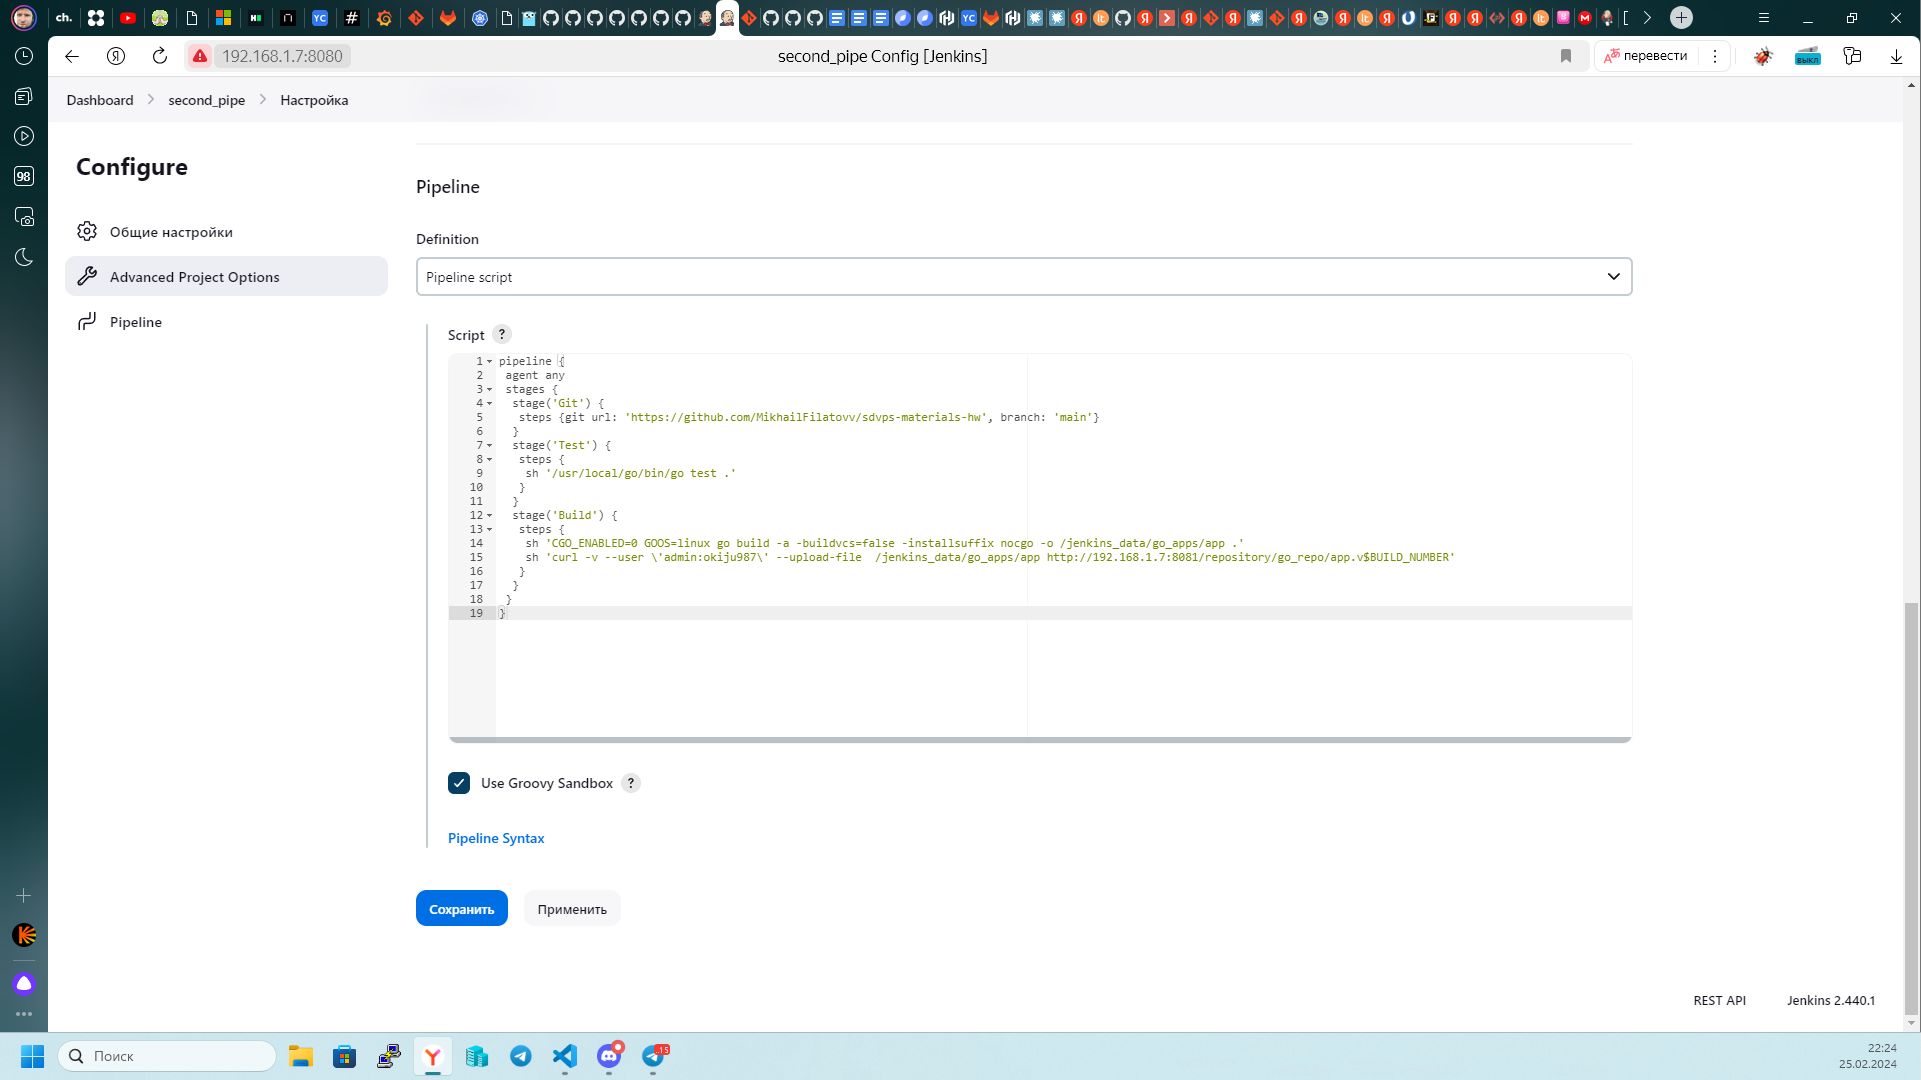 ch.
YC
192.168.1.7:8080
second_pipe Config [Jenkins]
перевести
выкл
98
Dashboard
second_pipe
Настройка
Configure
Общие настройки
Advanced Project Options
Pipeline
Pipeline
Definition
Pipeline script
Script ?
1 pipeline {
2 agent any
3 stages {
4 stage('Git') {
5 steps {git url: 'https://github.com/MikhailFilatovv/sdvps-materials-hw', branch: 'main'}
6 }
7 stage('Test') {
8 steps {
9 sh '/usr/local/go/bin/go test .'
10 }
11 }
12 stage('Build') {
13 steps {
14 sh 'CGO_ENABLED=0 GOOS=linux go build -a -buildvcs=false -installsuffix nocgo -o /jenkins_data/go_apps/app .'
15 sh 'curl -v --user \'admin:okiju987\' --upload-file  /jenkins_data/go_apps/app http://192.168.1.7:8081/repository/go_repo/app.v$BUILD_NUMBER'
16 }
17 }
18 }
19 }
Use Groovy Sandbox ?
Pipeline Syntax
Сохранить
Применить
REST API
Jenkins 2.440.1
Поиск
22:24
25.02.2024